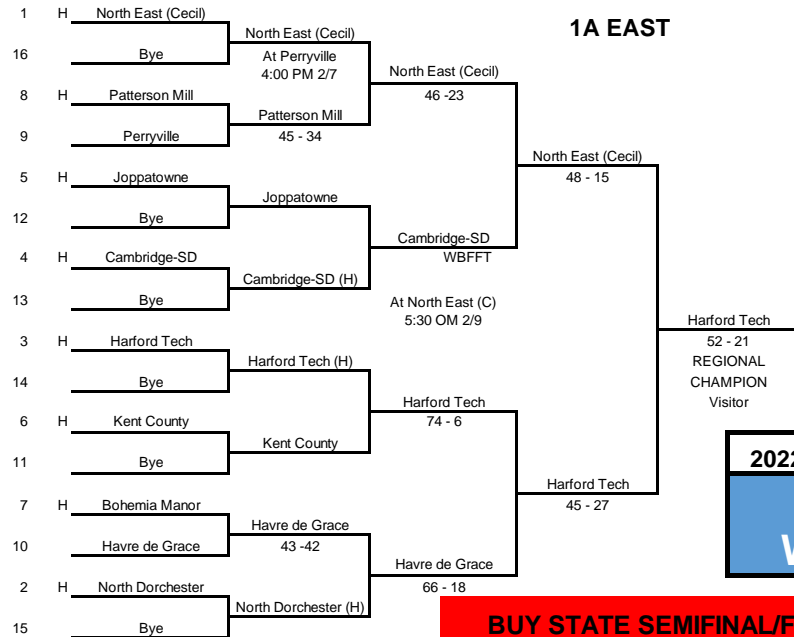 1A EAST
1 H North East (Cecil)
16 Bye
8 H Patterson Mill
9 Perryville
5 H Joppatowne
12 Bye
4 H Cambridge-SD
13 Bye
3 H Harford Tech
14 Bye
6 H Kent County
11 Bye
7 H Bohemia Manor
10 Havre de Grace
2 H North Dorchester
15 Bye
North East (Cecil)
At Perryville
4:00 PM 2/7
Patterson Mill
45 - 34
Joppatowne
Cambridge-SD (H)
Harford Tech (H)
Kent County
Havre de Grace
43 -42
North Dorchester (H)
North East (Cecil)
46 -23
Cambridge-SD
WBFFT
At North East (C)
5:30 OM 2/9
Harford Tech
74 - 6
Havre de Grace
66 - 18
North East (Cecil)
48 - 15
Harford Tech
45 - 27
Harford Tech
52 - 21
REGIONAL
CHAMPION
Visitor
2022
W
BUY STATE SEMIFINAL/F